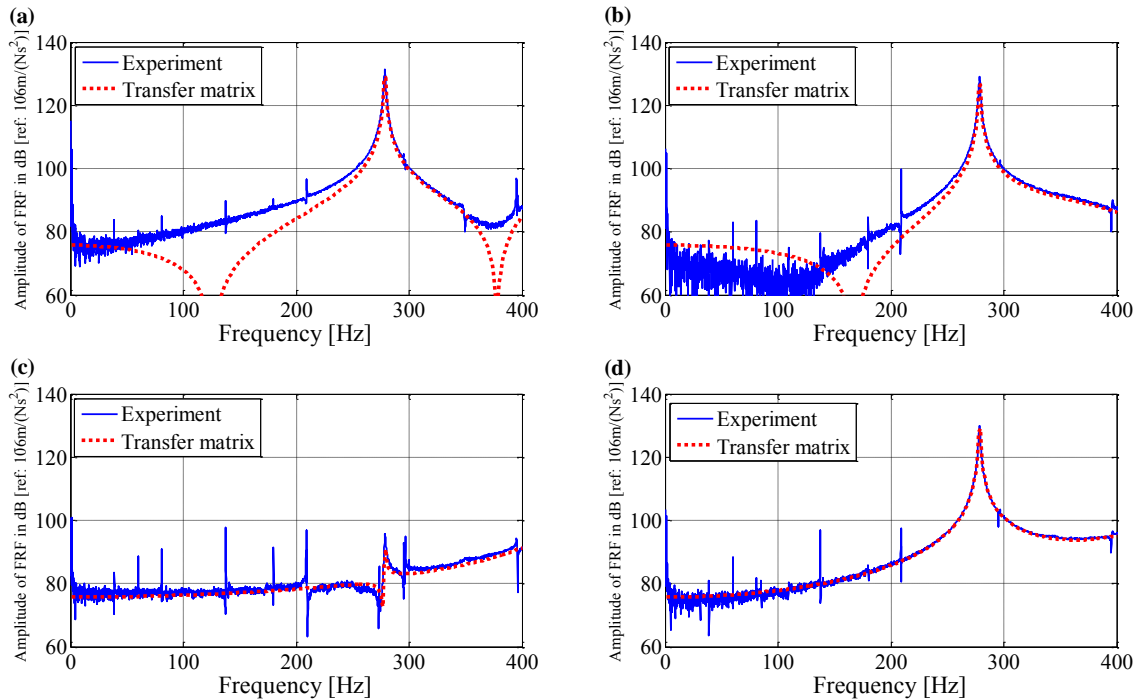 (a)
Amplitude of FRF in dB [ref: 106m/(Ns²)]
140
120
100
80
60
Experiment
Transfer matrix
0 100 200 300 400
Frequency [Hz]
(b)
Amplitude of FRF in dB [ref: 106m/(Ns²)]
140
120
100
80
60
Experiment
Transfer matrix
0 100 200 300 400
Frequency [Hz]
(c)
Amplitude of FRF in dB [ref: 106m/(Ns²)]
140
120
100
80
60
Experiment
Transfer matrix
0 100 200 300 400
Frequency [Hz]
(d)
Amplitude of FRF in dB [ref: 106m/(Ns²)]
140
120
100
80
60
Experiment
Transfer matrix
0 100 200 300 400
Frequency [Hz]